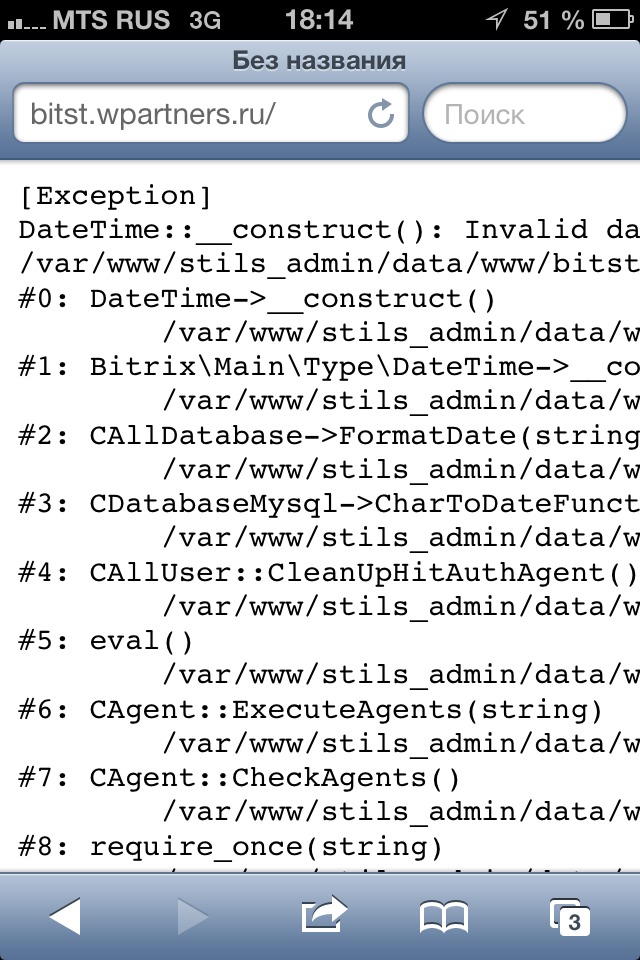 MTS RUS 3G 18:14 51 %
Без названия
bitst.wpartners.ru/ Поиск
[Exception]
DateTime::__construct(): Invalid da
/var/www/stils_admin/data/www/bitst
#0: DateTime->__construct()
/var/www/stils_admin/data/w
#1: Bitrix\Main\Type\DateTime->__co
/var/www/stils_admin/data/w
#2: CAllDatabase->FormatDate(string
/var/www/stils_admin/data/w
#3: CDatabaseMysql->CharToDateFunct
/var/www/stils_admin/data/w
#4: CAllUser::CleanUpHitAuthAgent()
/var/www/stils_admin/data/w
#5: eval()
/var/www/stils_admin/data/w
#6: CAgent::ExecuteAgents(string)
/var/www/stils_admin/data/w
#7: CAgent::CheckAgents()
/var/www/stils_admin/data/w
#8: require_once(string)
3